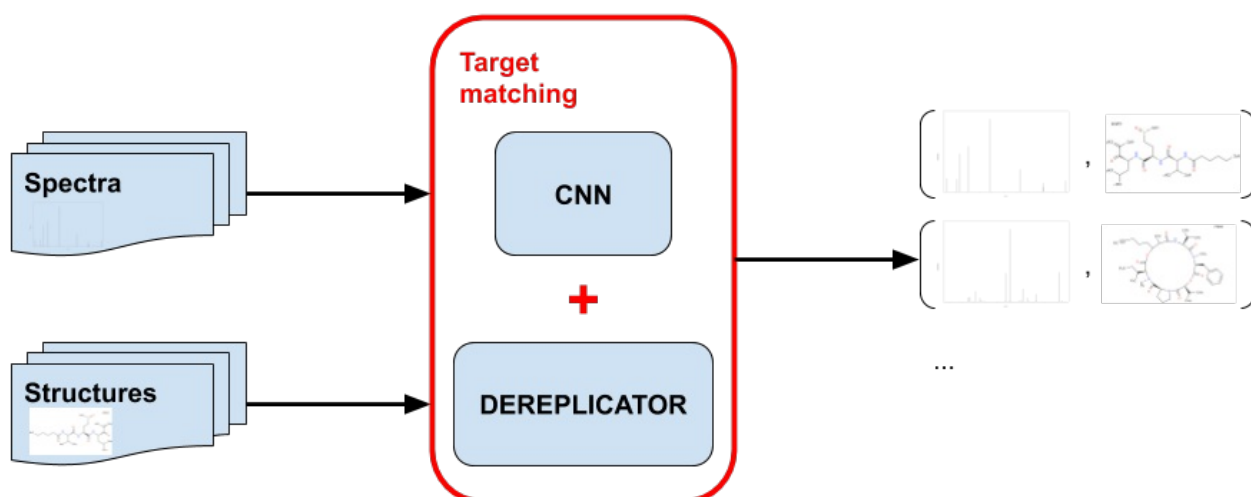 Target
matching
Spectra
CNN
,
+
,
Structures
DEREPLICATOR
...